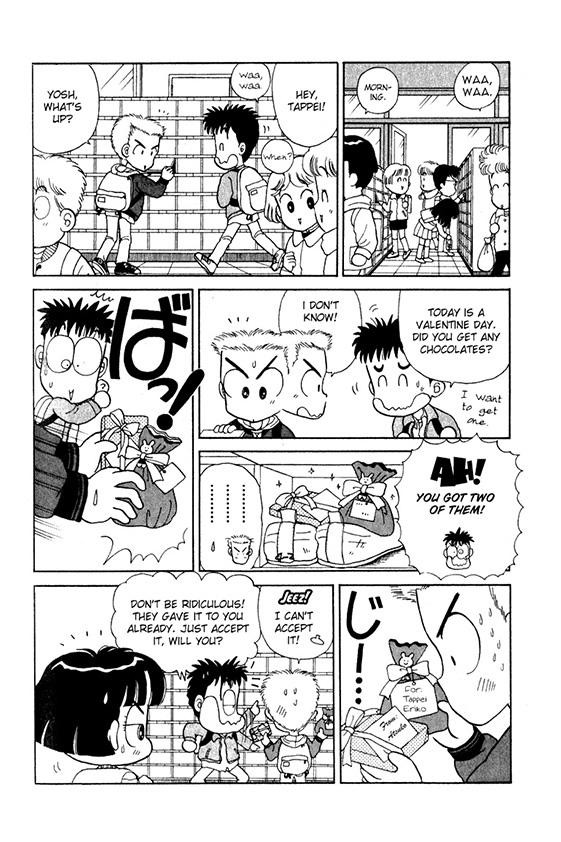 WAA,
WAA.
MORN-
ING.
HEY,
TAPPEI!
waa,
waa
YOSH,
WHAT'S
UP?
When?
TODAY IS A
VALENTINE DAY.
DID YOU GET ANY
CHOCOLATES?
I want
to get
one.
I DON'T
KNOW!
ばっ!
AH!
YOU GOT TWO
OF THEM!
じ—…
For:
Tappei
Eriko
From
JEEZ!
I CAN'T
ACCEPT
IT!
DON'T BE RIDICULOUS!
THEY GAVE IT TO YOU
ALREADY. JUST ACCEPT
IT, WILL YOU?